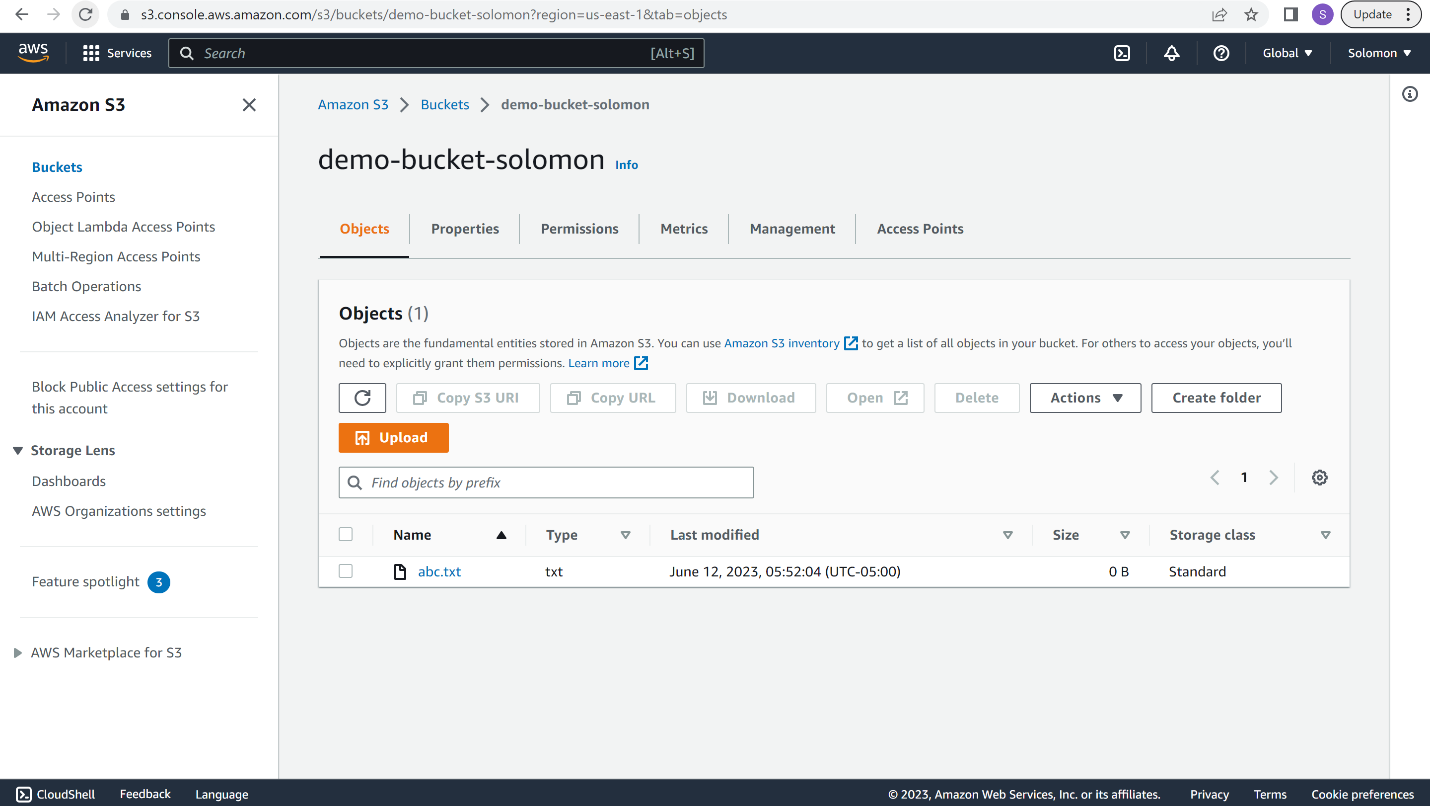 s3.console.aws.amazon.com/s3/buckets/demo-bucket-solomon?region=us-east-1&tab=objects
S
Update
aws
Services
Search
[Alt+S]
Global
Solomon
Amazon S3
Buckets
Access Points
Object Lambda Access Points
Multi-Region Access Points
Batch Operations
IAM Access Analyzer for S3
Block Public Access settings for
this account
Storage Lens
Dashboards
AWS Organizations settings
Feature spotlight 3
AWS Marketplace for S3
Amazon S3 Buckets demo-bucket-solomon
demo-bucket-solomon Info
Objects Properties Permissions Metrics Management Access Points
Objects (1)
Objects are the fundamental entities stored in Amazon S3. You can use Amazon S3 inventory to get a list of all objects in your bucket. For others to access your objects, you’ll
need to explicitly grant them permissions. Learn more
Copy S3 URI Copy URL Download Open Delete Actions Create folder
Upload
Find objects by prefix
1
Name Type Last modified Size Storage class
abc.txt txt June 12, 2023, 05:52:04 (UTC-05:00) 0 B Standard
CloudShell Feedback Language © 2023, Amazon Web Services, Inc. or its affiliates. Privacy Terms Cookie preferences